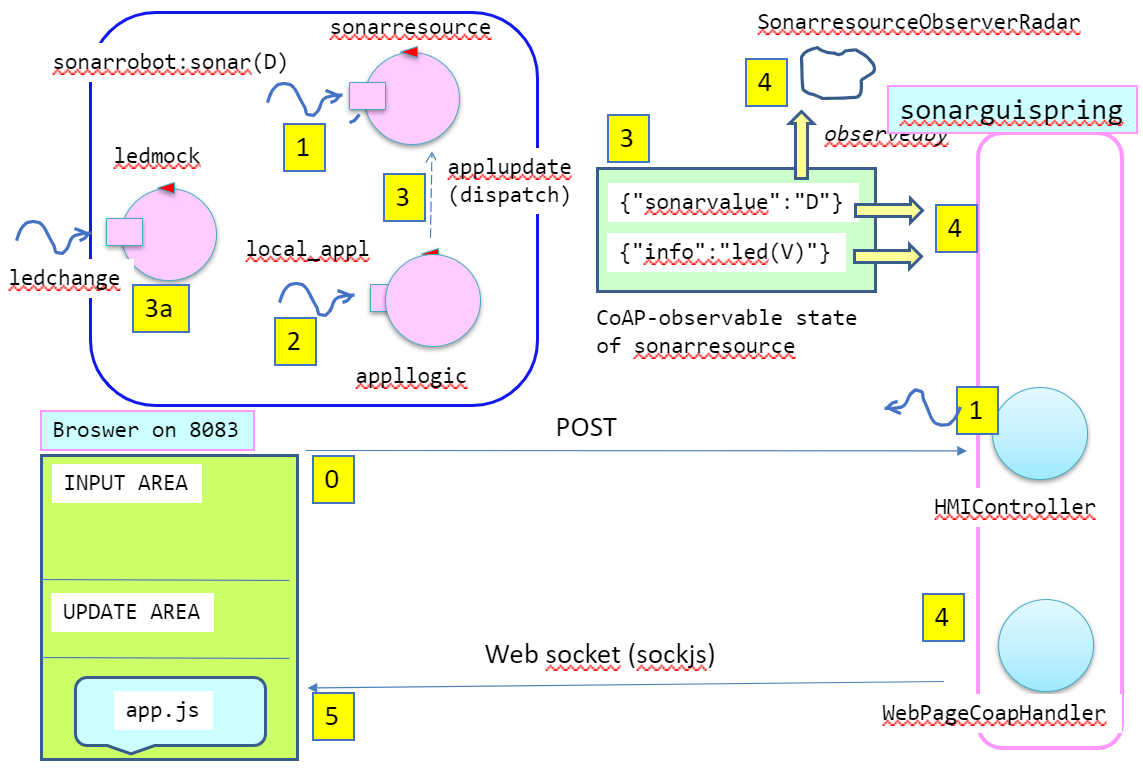 sonarresource
SonarresourceObserverRadar
sonarrobot:sonar(D)
4
sonarguispring
1
3
observedby
ledmock
applupdate
(dispatch)
3
{"sonarvalue":"D"}
4
{"info":"led(V)"}
local_appl
ledchange
3a
2
CoAP-observable state
of sonarresource
appllogic
1
Broswer on 8083
POST
INPUT AREA
0
HMIController
UPDATE AREA
4
Web socket (sockjs)
app.js
5
WebPageCoapHandler